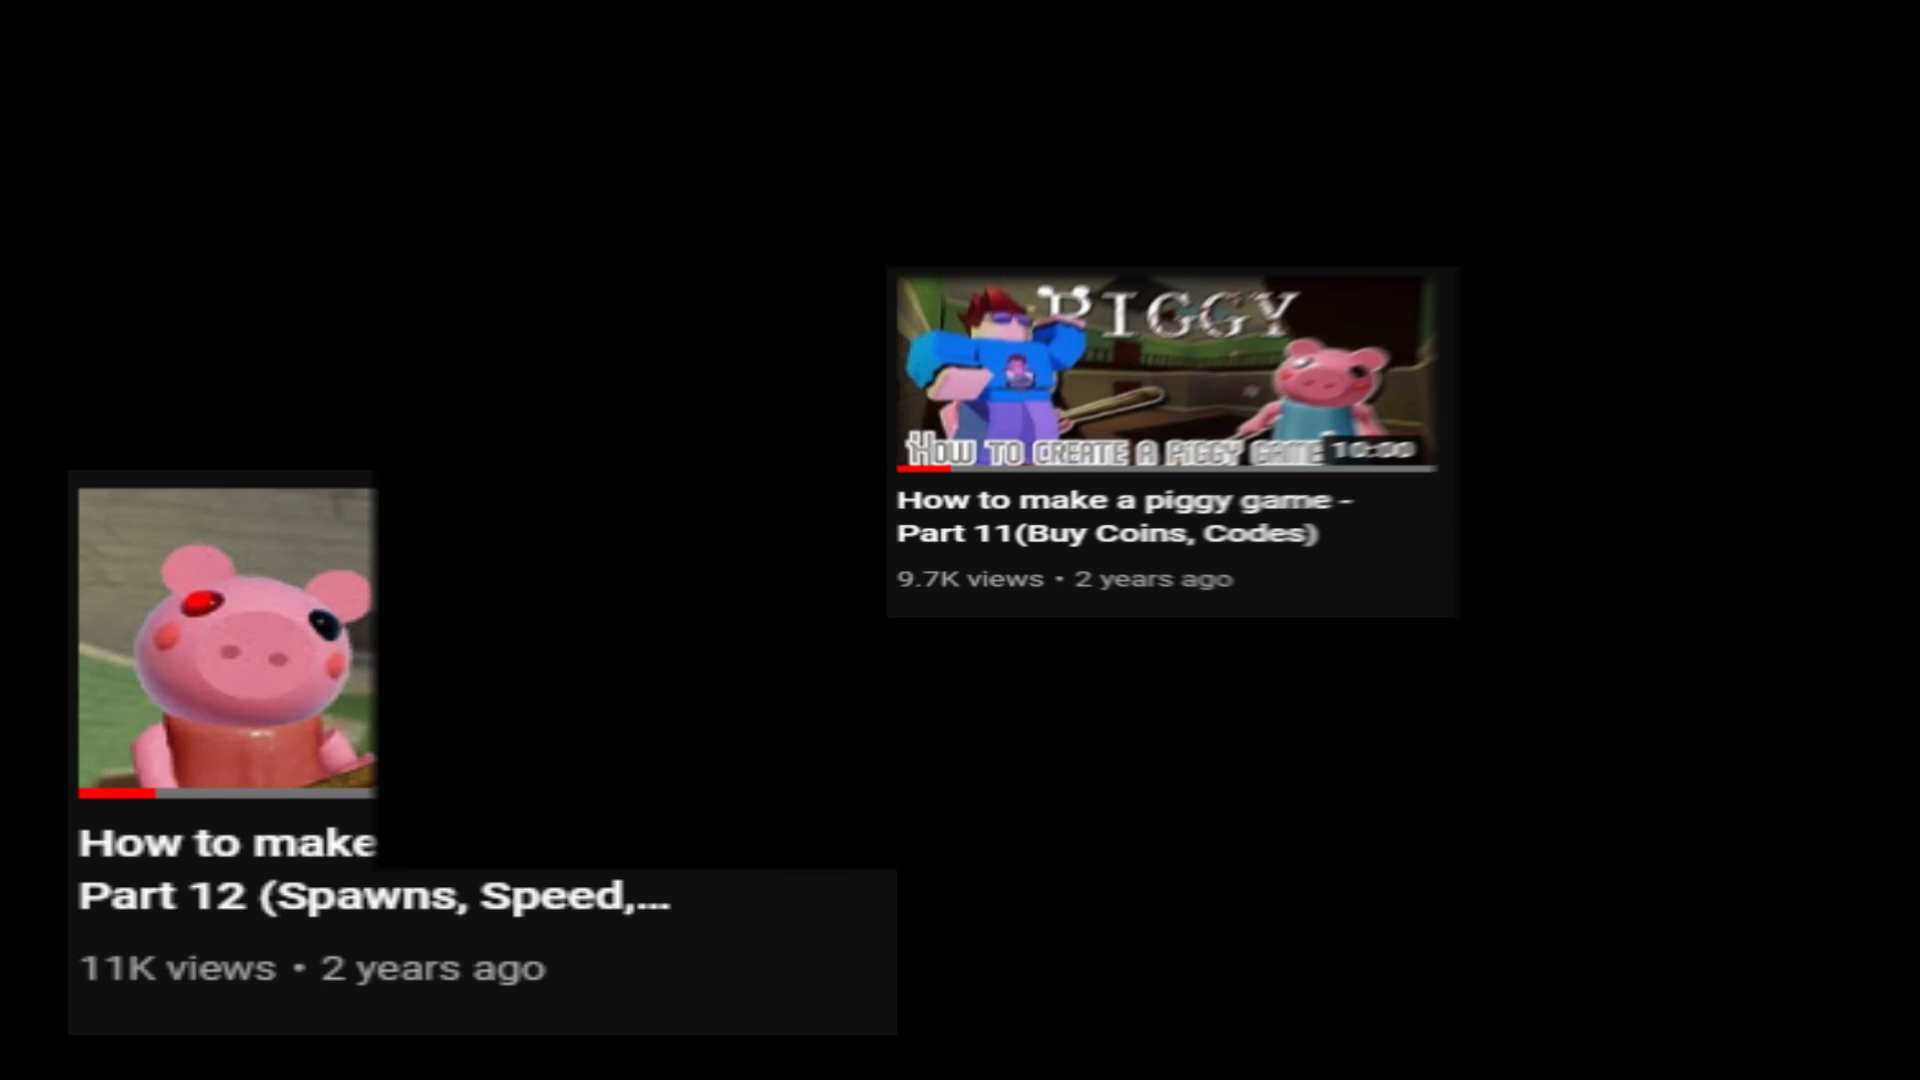 PIGGY
HOW TO CREATE A PIGGY GAME
How to make a piggy game -
Part 11(Buy Coins, Codes)
9.7K views • 2 years ago
How to make
Part 12 (Spawns, Speed,...
11K views • 2 years ago